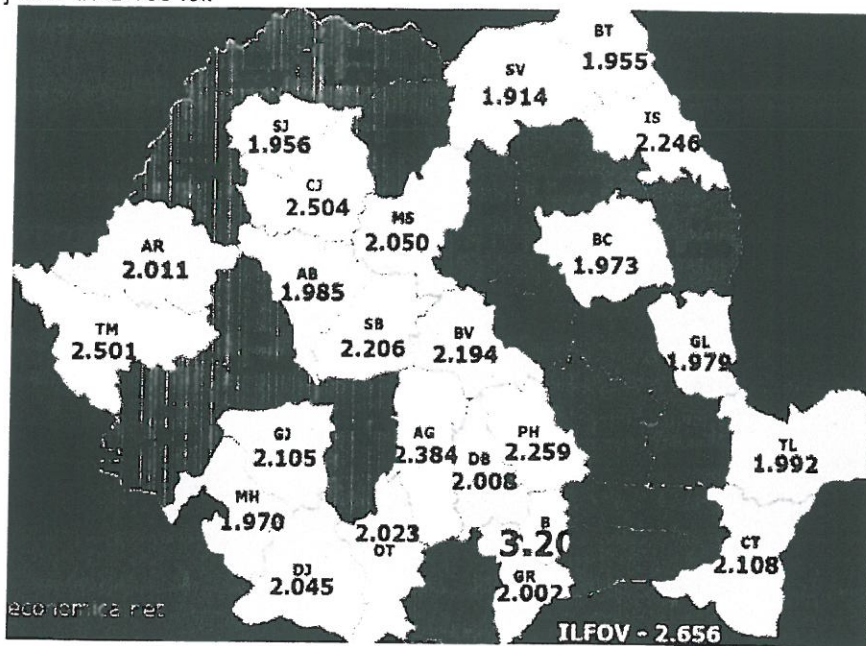 BT
1.955
SV
1.914
IS
2.246
SJ
1.956
CJ
2.504
MS
2.050
BC
1.973
AR
2.011
AB
1.985
TM
2.501
SB
2.206
BV
2.194
GL
1.979
GJ
2.105
AG
2.384
DB
2.008
PH
2.259
TL
1.992
MH
1.970
2.023
OT
B
3.20
CT
2.108
DJ
2.045
GR
2.002
economica net
ILFOV - 2.656